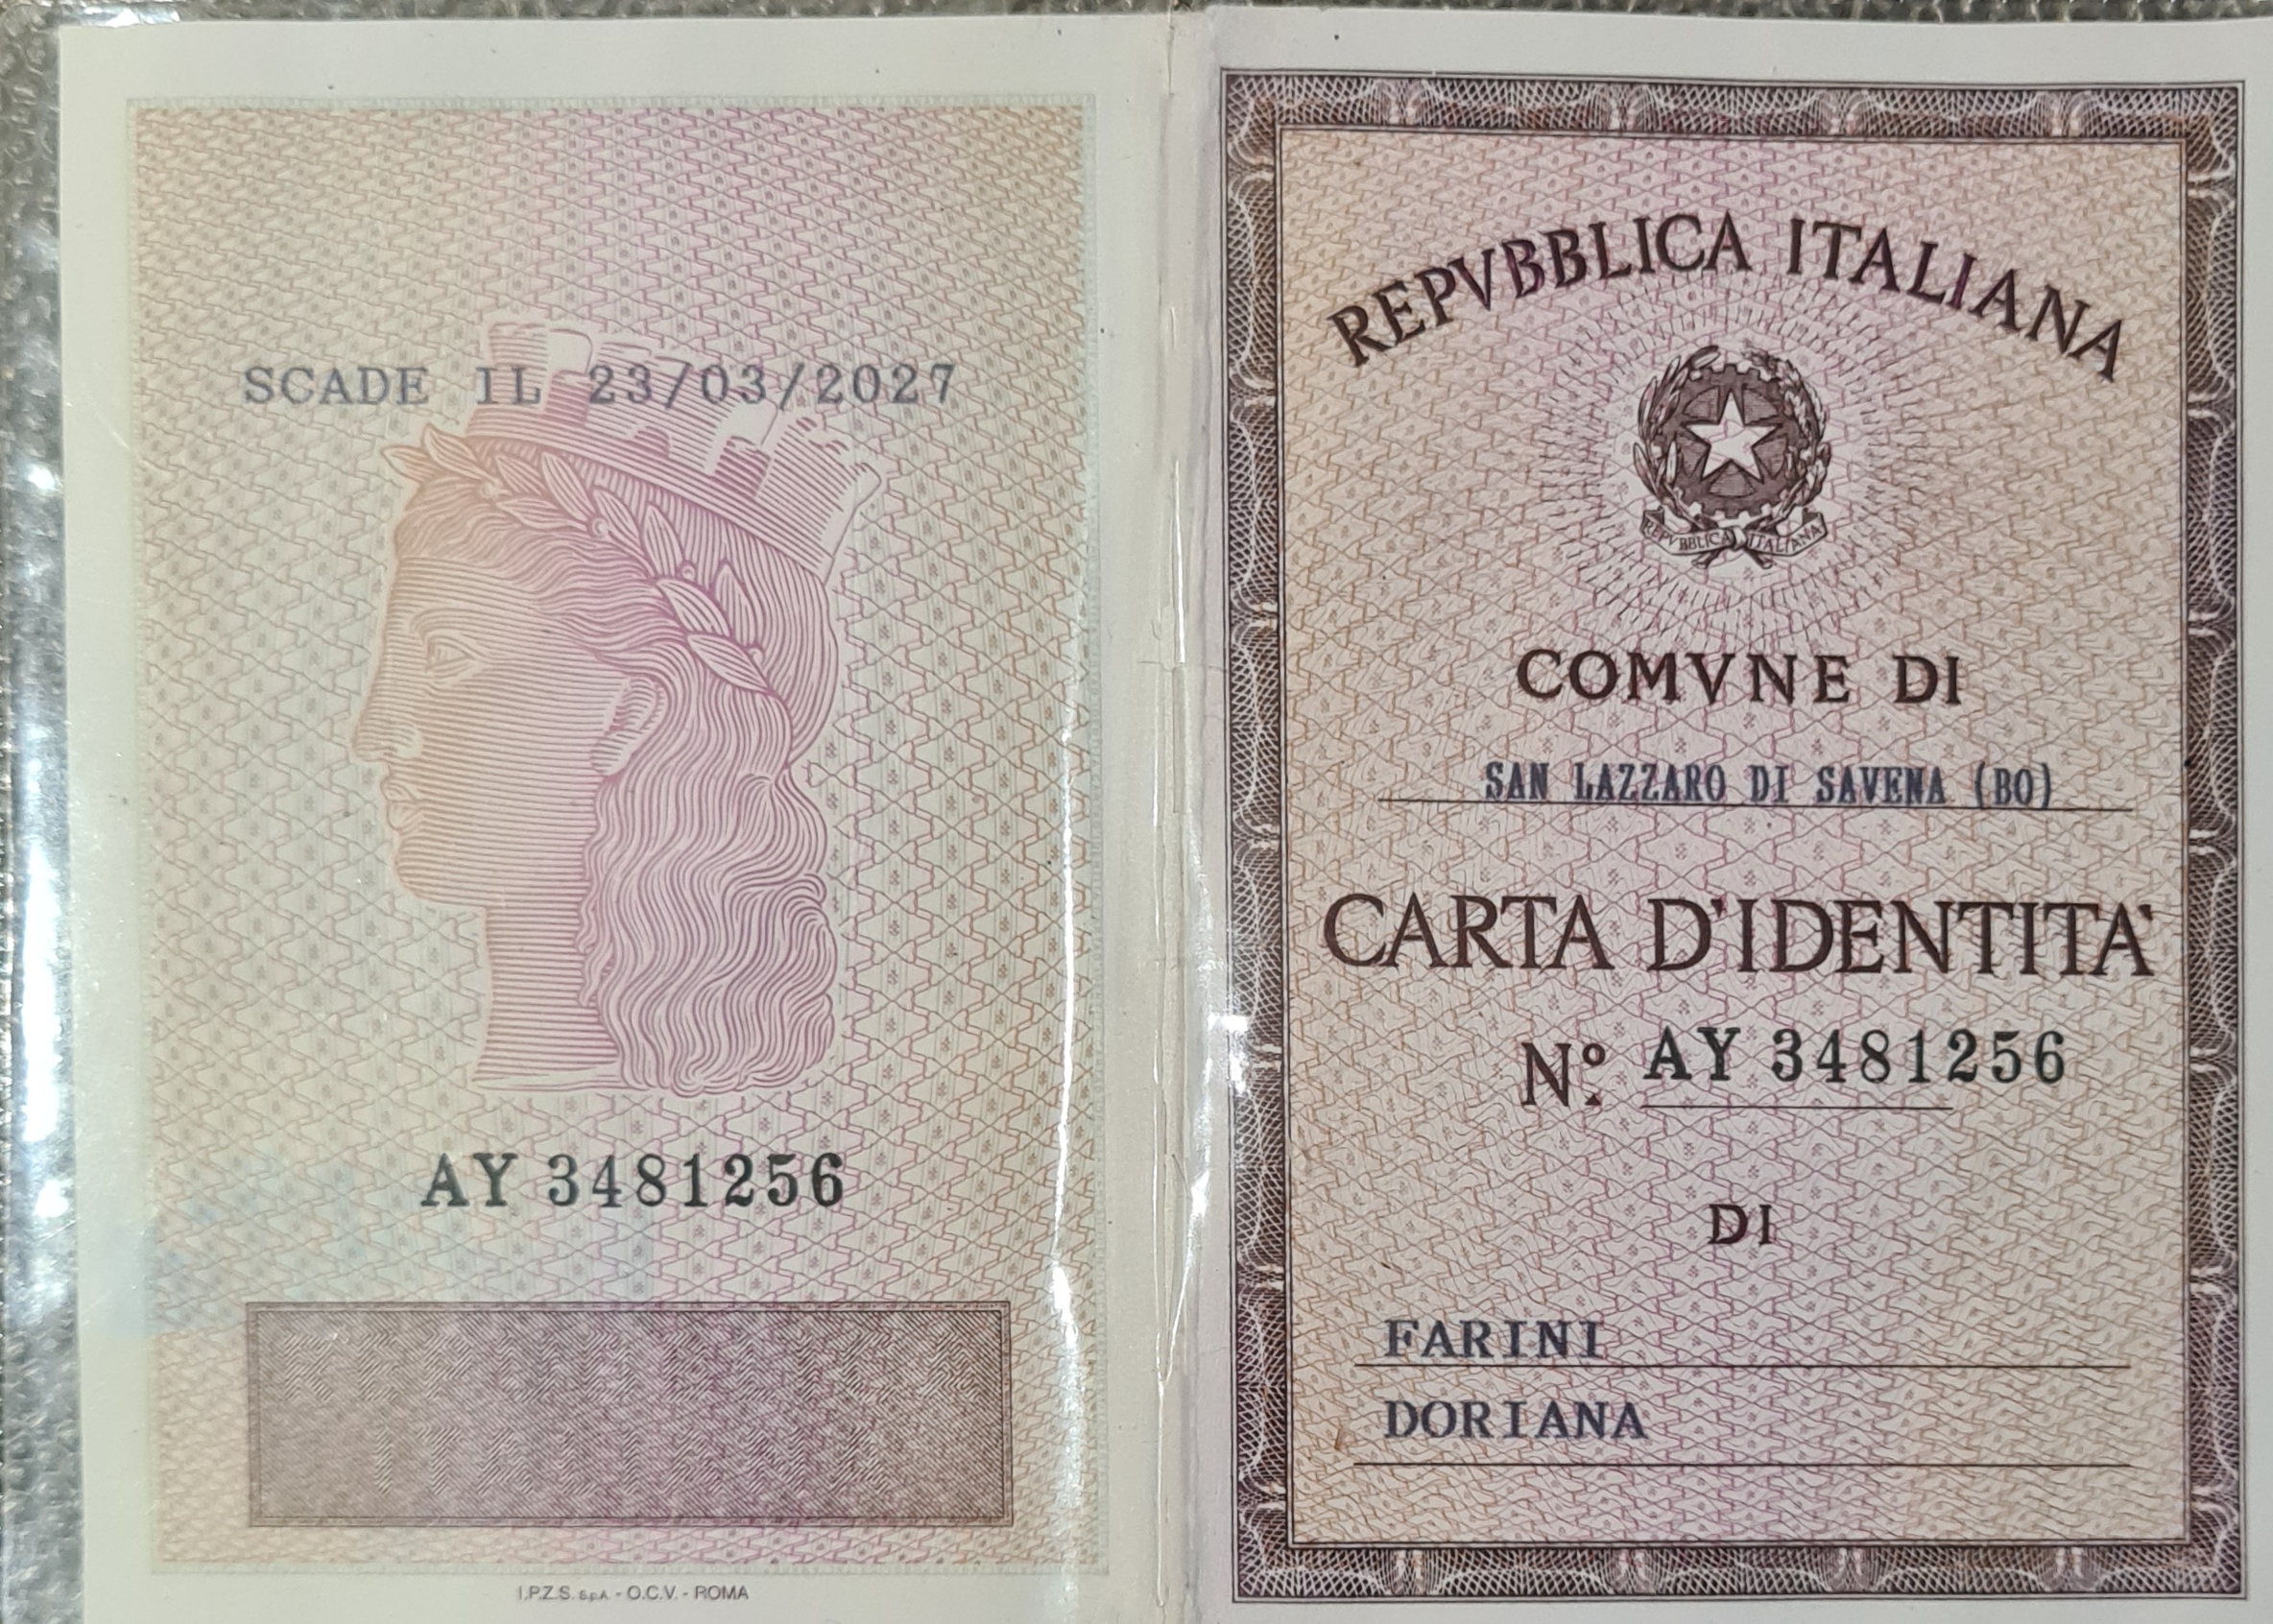 SCADE IL 23/03/2027
AY 3481256
I.P.Z.S. S.p.A. - O.C.V. - ROMA
REPVBBLICA ITALIANA
REPVBBLICA ITALIANA
COMVNE DI
SAN LAZZARO DI SAVENA (BO)
CARTA D'IDENTITA'
Nº. AY 3481256
DI
FARINI
DORIANA